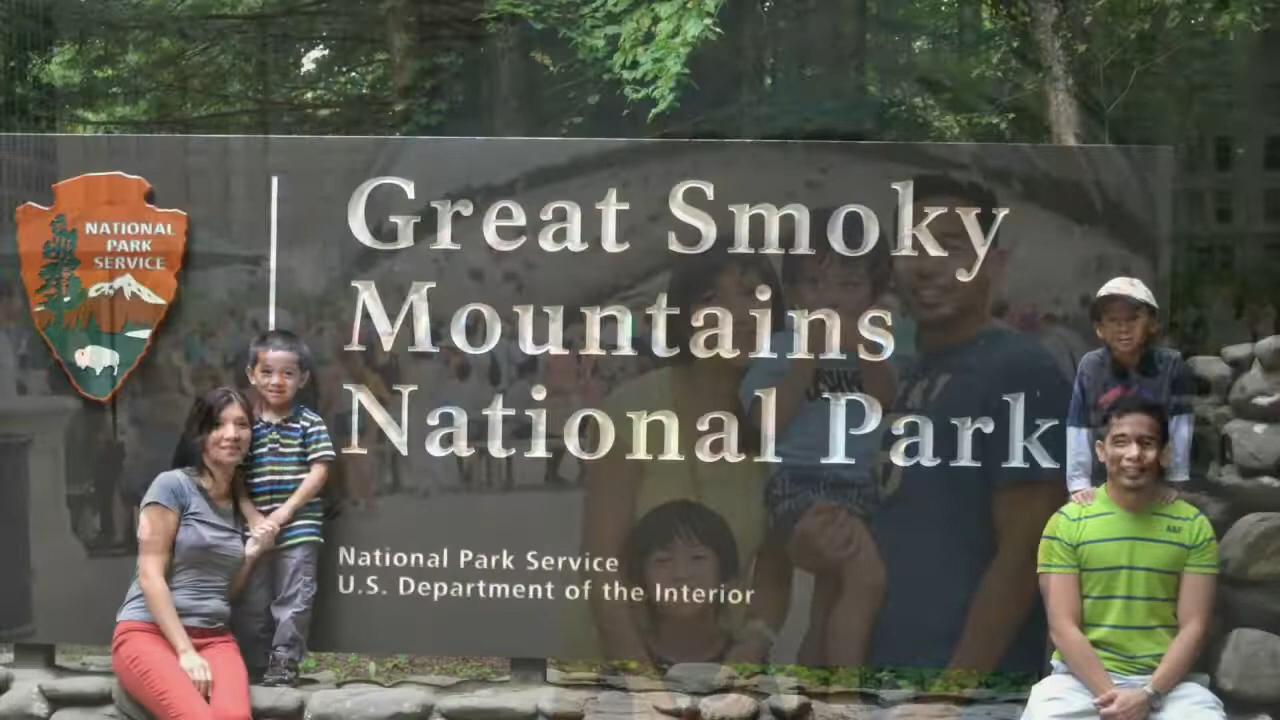 NATIONAL
PARK
SERVICE
Great Smoky
Mountains
National Park
National Park Service
U.S. Department of the Interior
A&F